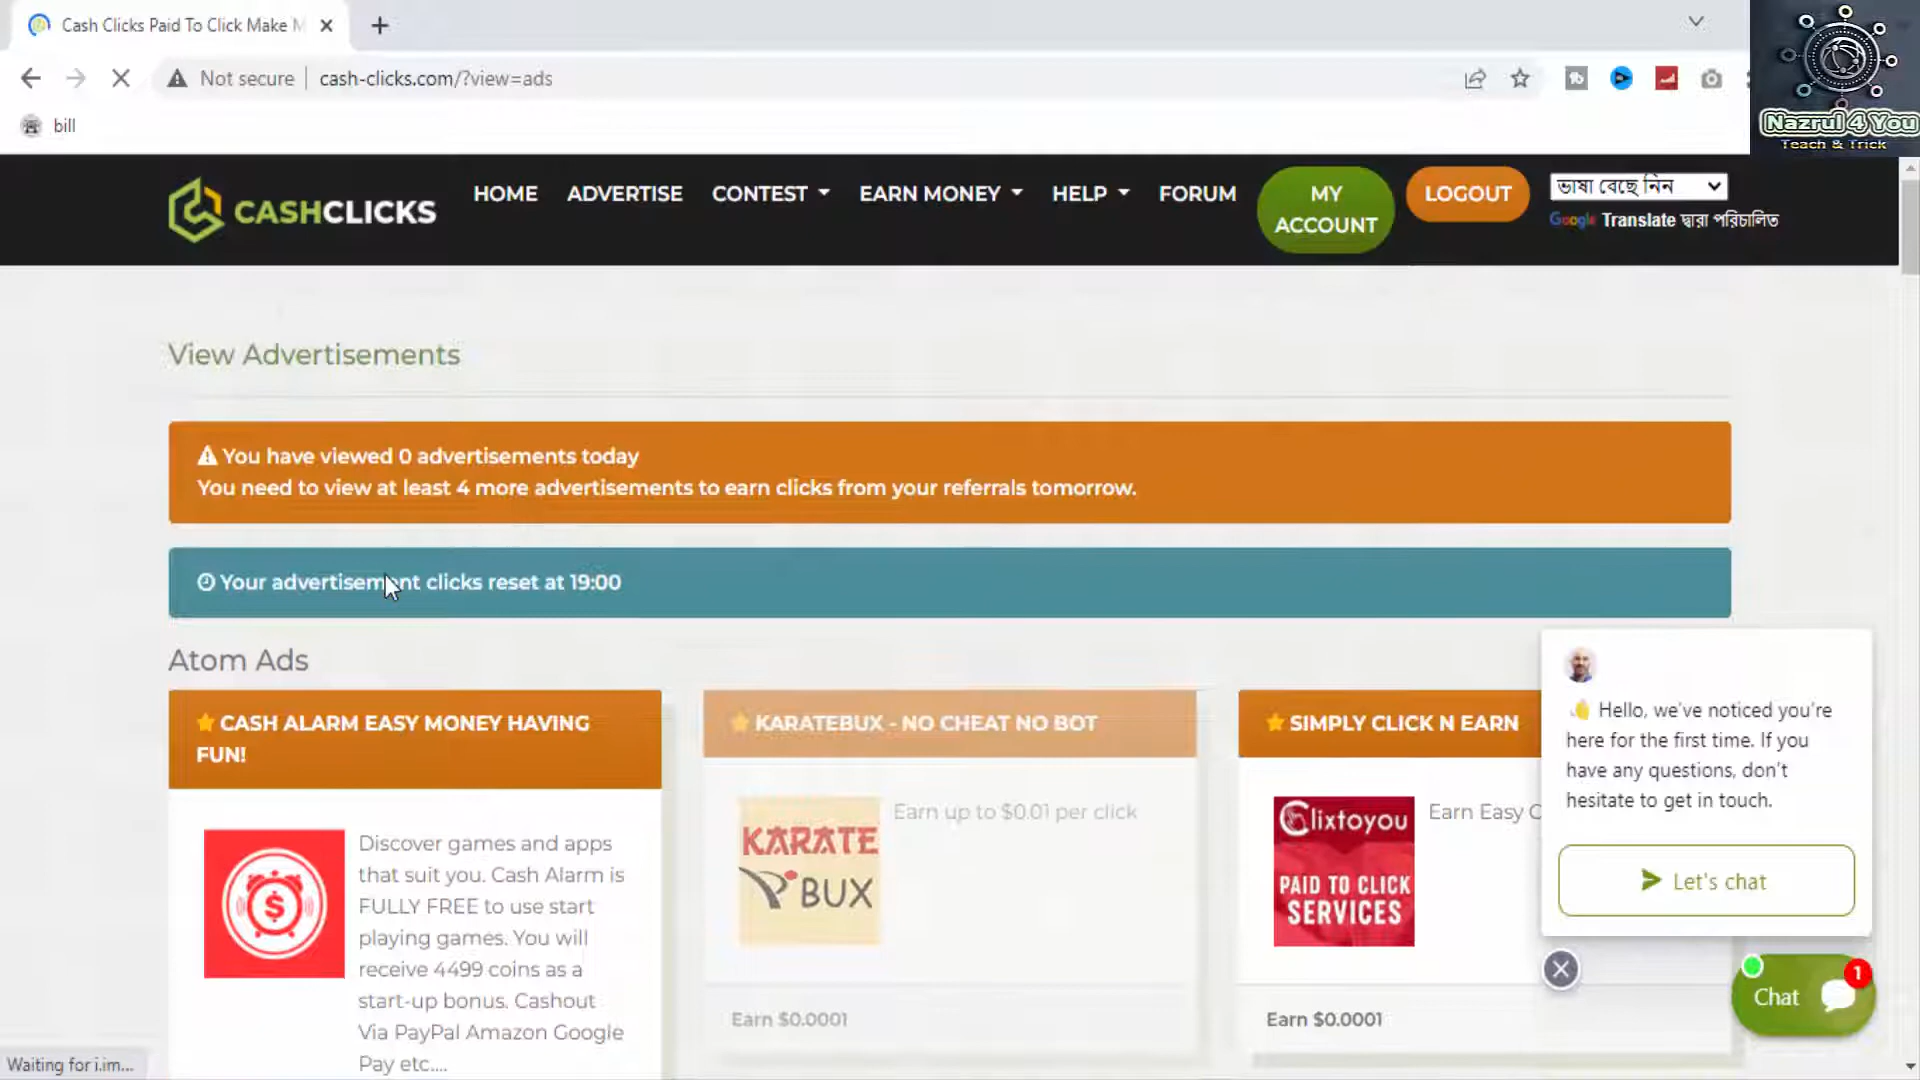 Cash Clicks Paid To Click Make M
Not secure
cash-clicks.com/?view=ads
bill
Nazrul 4 You
Teach & Trick
CASHCLICKS
HOME
ADVERTISE
CONTEST
EARN MONEY
HELP
FORUM
MY
ACCOUNT
LOGOUT
ভাষা বেছে নিন
Google Translate দ্বারা পরিচালিত
View Advertisements
You have viewed 0 advertisements today
You need to view at least 4 more advertisements to earn clicks from your referrals tomorrow.
Your advertisement clicks reset at 19:00
Atom Ads
CASH ALARM EASY MONEY HAVING
FUN!
Discover games and apps
that suit you. Cash Alarm is
FULLY FREE to use start
playing games. You will
receive 4499 coins as a
start-up bonus. Cashout
Via PayPal Amazon Google
Pay etc....
KARATEBUX - NO CHEAT NO BOT
KARATE
BUX
Earn up to $0.01 per click
Earn $0.0001
SIMPLY CLICK N EARN
Clixtoyou
PAID TO CLICK
SERVICES
Earn Easy
Earn $0.0001
Hello, we've noticed you're
here for the first time. If you
have any questions, don't
hesitate to get in touch.
Let's chat
Chat
1
Waiting for i.im...